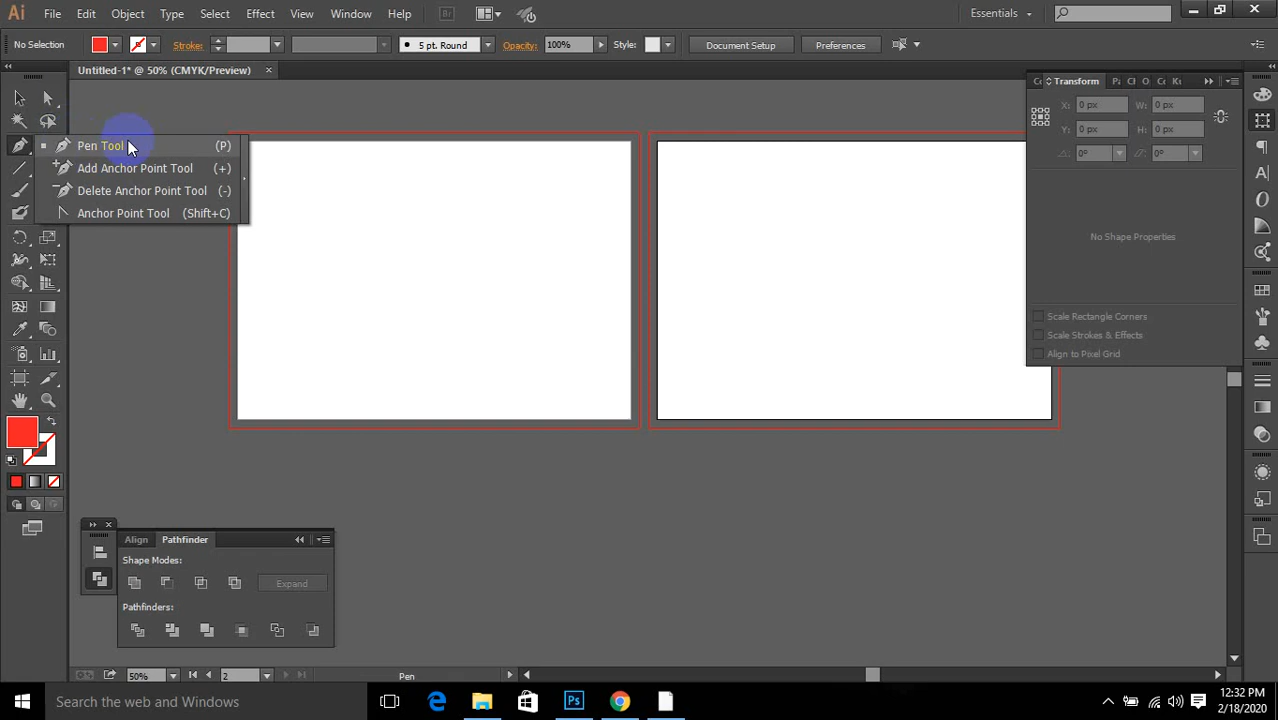 Ai File Edit Object Type Select Effect View Window Help Br Essentials
No Selection Stroke: 5 pt. Round Opacity: 100% Style: Document Setup Preferences
Untitled-1* @ 50% (CMYK/Preview)
Transform
X: 0 px W: 0 px
Y: 0 px H: 0 px
0° 0°
No Shape Properties
Scale Rectangle Corners
Scale Strokes & Effects
Align to Pixel Grid
Pen Tool (P)
Add Anchor Point Tool (+)
Delete Anchor Point Tool (-)
Anchor Point Tool (Shift+C)
Align Pathfinder
Shape Modes:
Expand
Pathfinders:
50% 2 Pen
Search the web and Windows
Ps
12:32 PM
2/18/2020